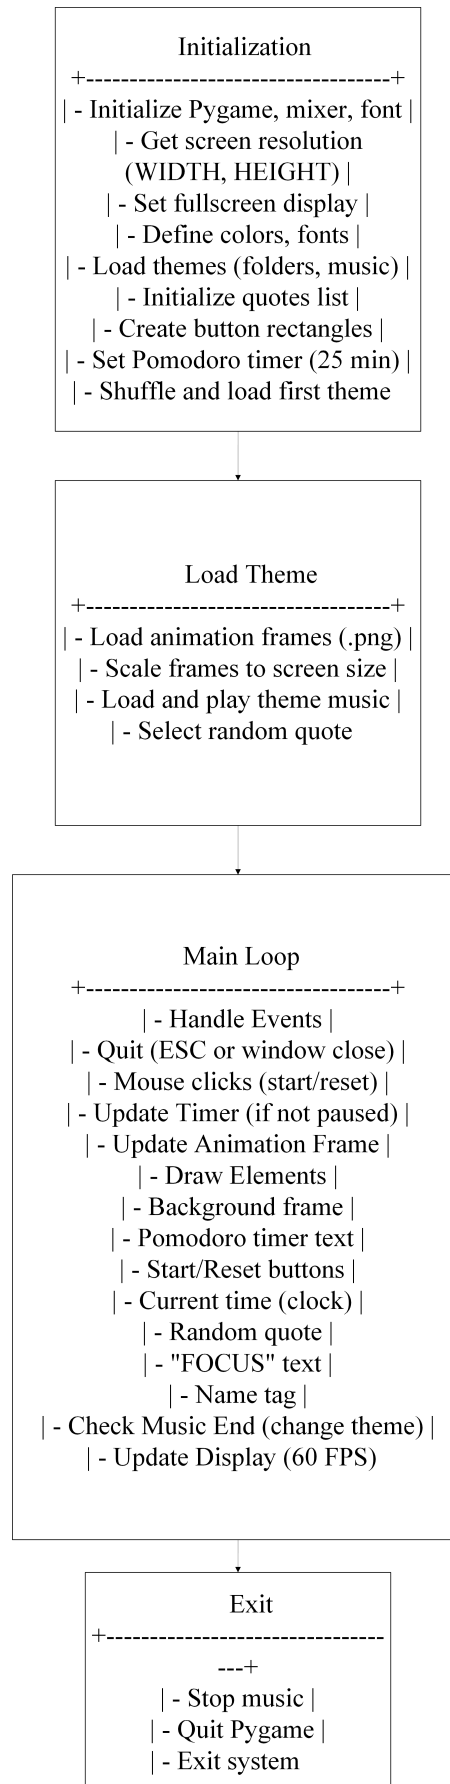 Initialization
+-----------------------------------+
| - Initialize Pygame, mixer, font |
| - Get screen resolution
(WIDTH, HEIGHT) |
| - Set fullscreen display |
| - Define colors, fonts |
| - Load themes (folders, music) |
| - Initialize quotes list |
| - Create button rectangles |
| - Set Pomodoro timer (25 min) |
| - Shuffle and load first theme
Load Theme
+-----------------------------------+
| - Load animation frames (.png) |
| - Scale frames to screen size |
| - Load and play theme music |
| - Select random quote
Main Loop
+-----------------------------------+
| - Handle Events |
| - Quit (ESC or window close) |
| - Mouse clicks (start/reset) |
| - Update Timer (if not paused) |
| - Update Animation Frame |
| - Draw Elements |
| - Background frame |
| - Pomodoro timer text |
| - Start/Reset buttons |
| - Current time (clock) |
| - Random quote |
| - "FOCUS" text |
| - Name tag |
| - Check Music End (change theme) |
| - Update Display (60 FPS)
Exit
+--------------------------------
---+
| - Stop music |
| - Quit Pygame |
| - Exit system